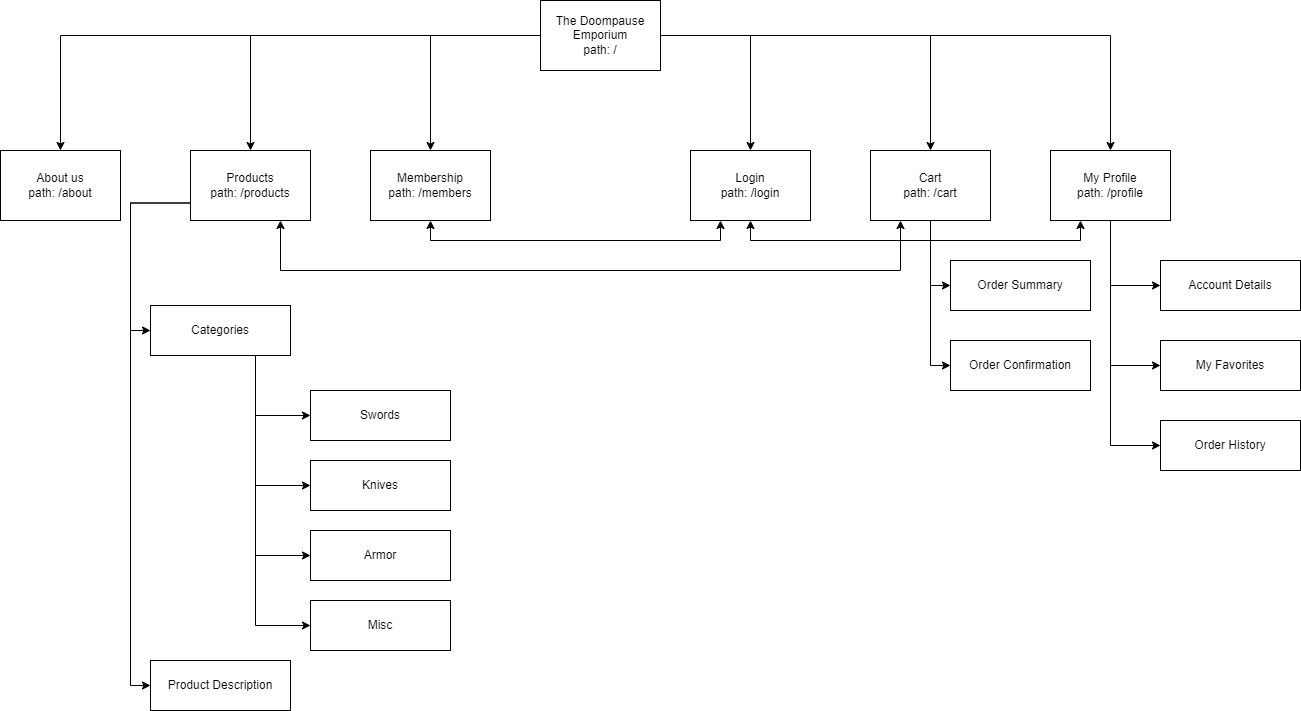 The Doompause
Emporium
path: /
About us
path: /about
Products
path: /products
Membership
path: /members
Login
path: /login
Cart
path: /cart
My Profile
path: /profile
Order Summary
Account Details
Categories
Order Confirmation
My Favorites
Swords
Order History
Knives
Armor
Misc
Product Description